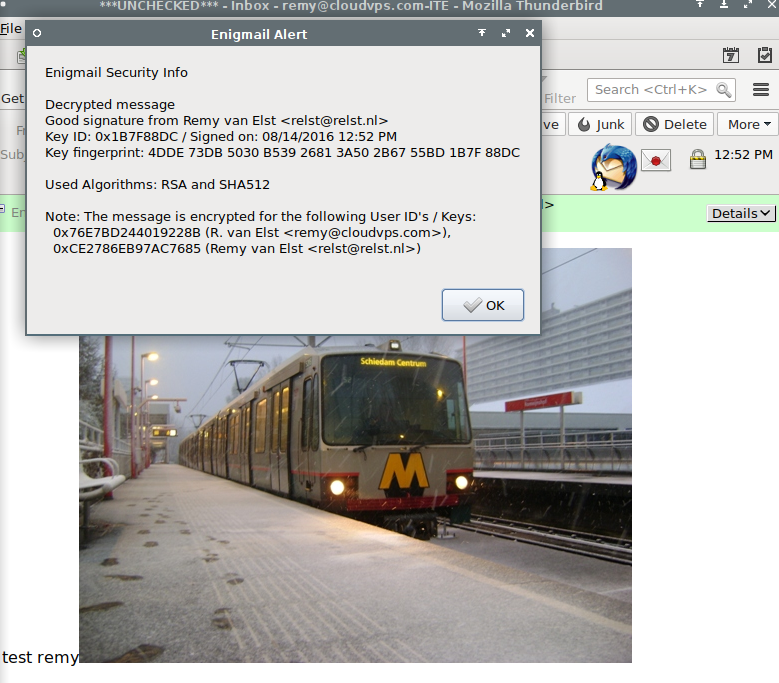 ***UNCHECKED*** - Inbox - remy@cloudvps.com-ITE - Mozilla Thunderbird
File
Enigmail Alert
Enigmail Security Info
Decrypted message
Good signature from Remy van Elst <relst@relst.nl>
Key ID: 0x1B7F88DC / Signed on: 08/14/2016 12:52 PM
Key fingerprint: 4DDE 73DB 5030 B539 2681 3A50 2B67 55BD 1B7F 88DC
Used Algorithms: RSA and SHA512
Note: The message is encrypted for the following User ID's / Keys:
0x76E7BD244019228B (R. van Elst <remy@cloudvps.com>),
0xCE2786EB97AC7685 (Remy van Elst <relst@relst.nl>)
OK
7
Get
Filter
Search <Ctrl+K>
Fr
ve
Junk
Delete
More
Subj
12:52 PM
En
l>
Details
Schiedam Centrum
M
test remy